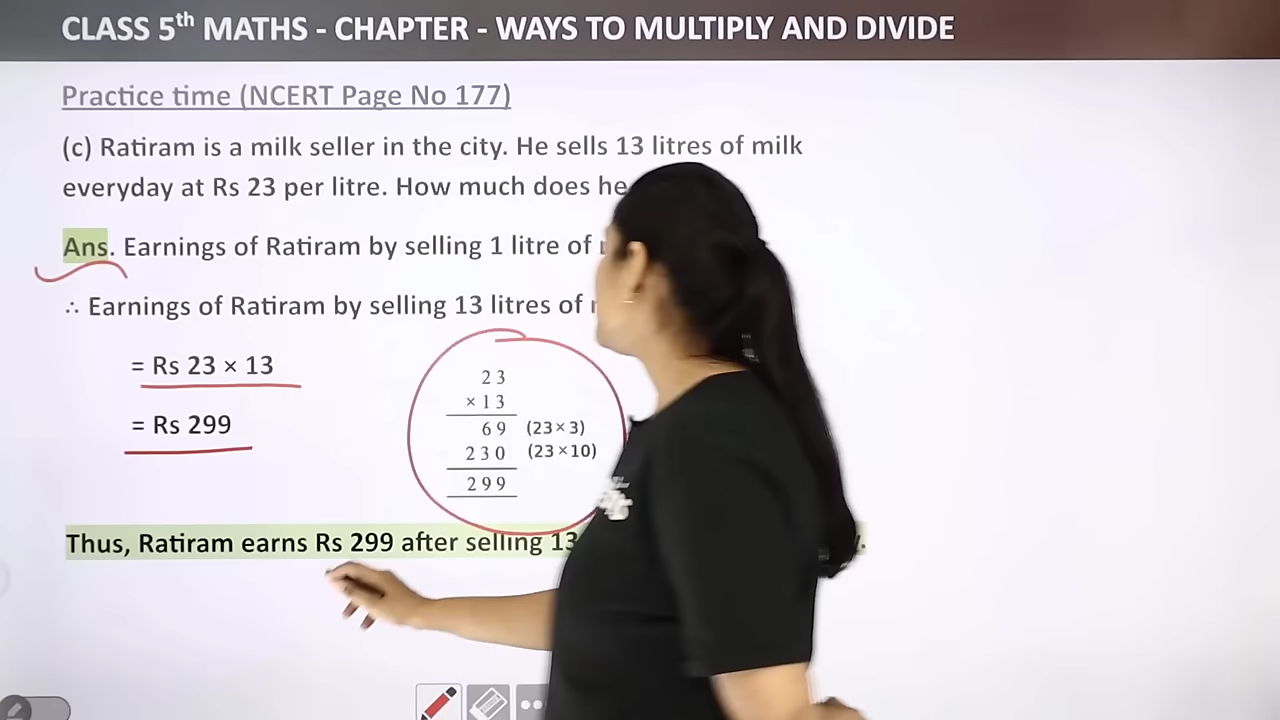 CLASS 5th MATHS - CHAPTER - WAYS TO MULTIPLY AND DIVIDE
Practice time (NCERT Page No 177)
(c) Ratiram is a milk seller in the city. He sells 13 litres of milk
everyday at Rs 23 per litre. How much does he
Ans. Earnings of Ratiram by selling 1 litre of
∴ Earnings of Ratiram by selling 13 litres of
= Rs 23 × 13
= Rs 299
23
×13
69 (23×3)
230 (23×10)
299
Thus, Ratiram earns Rs 299 after selling 13